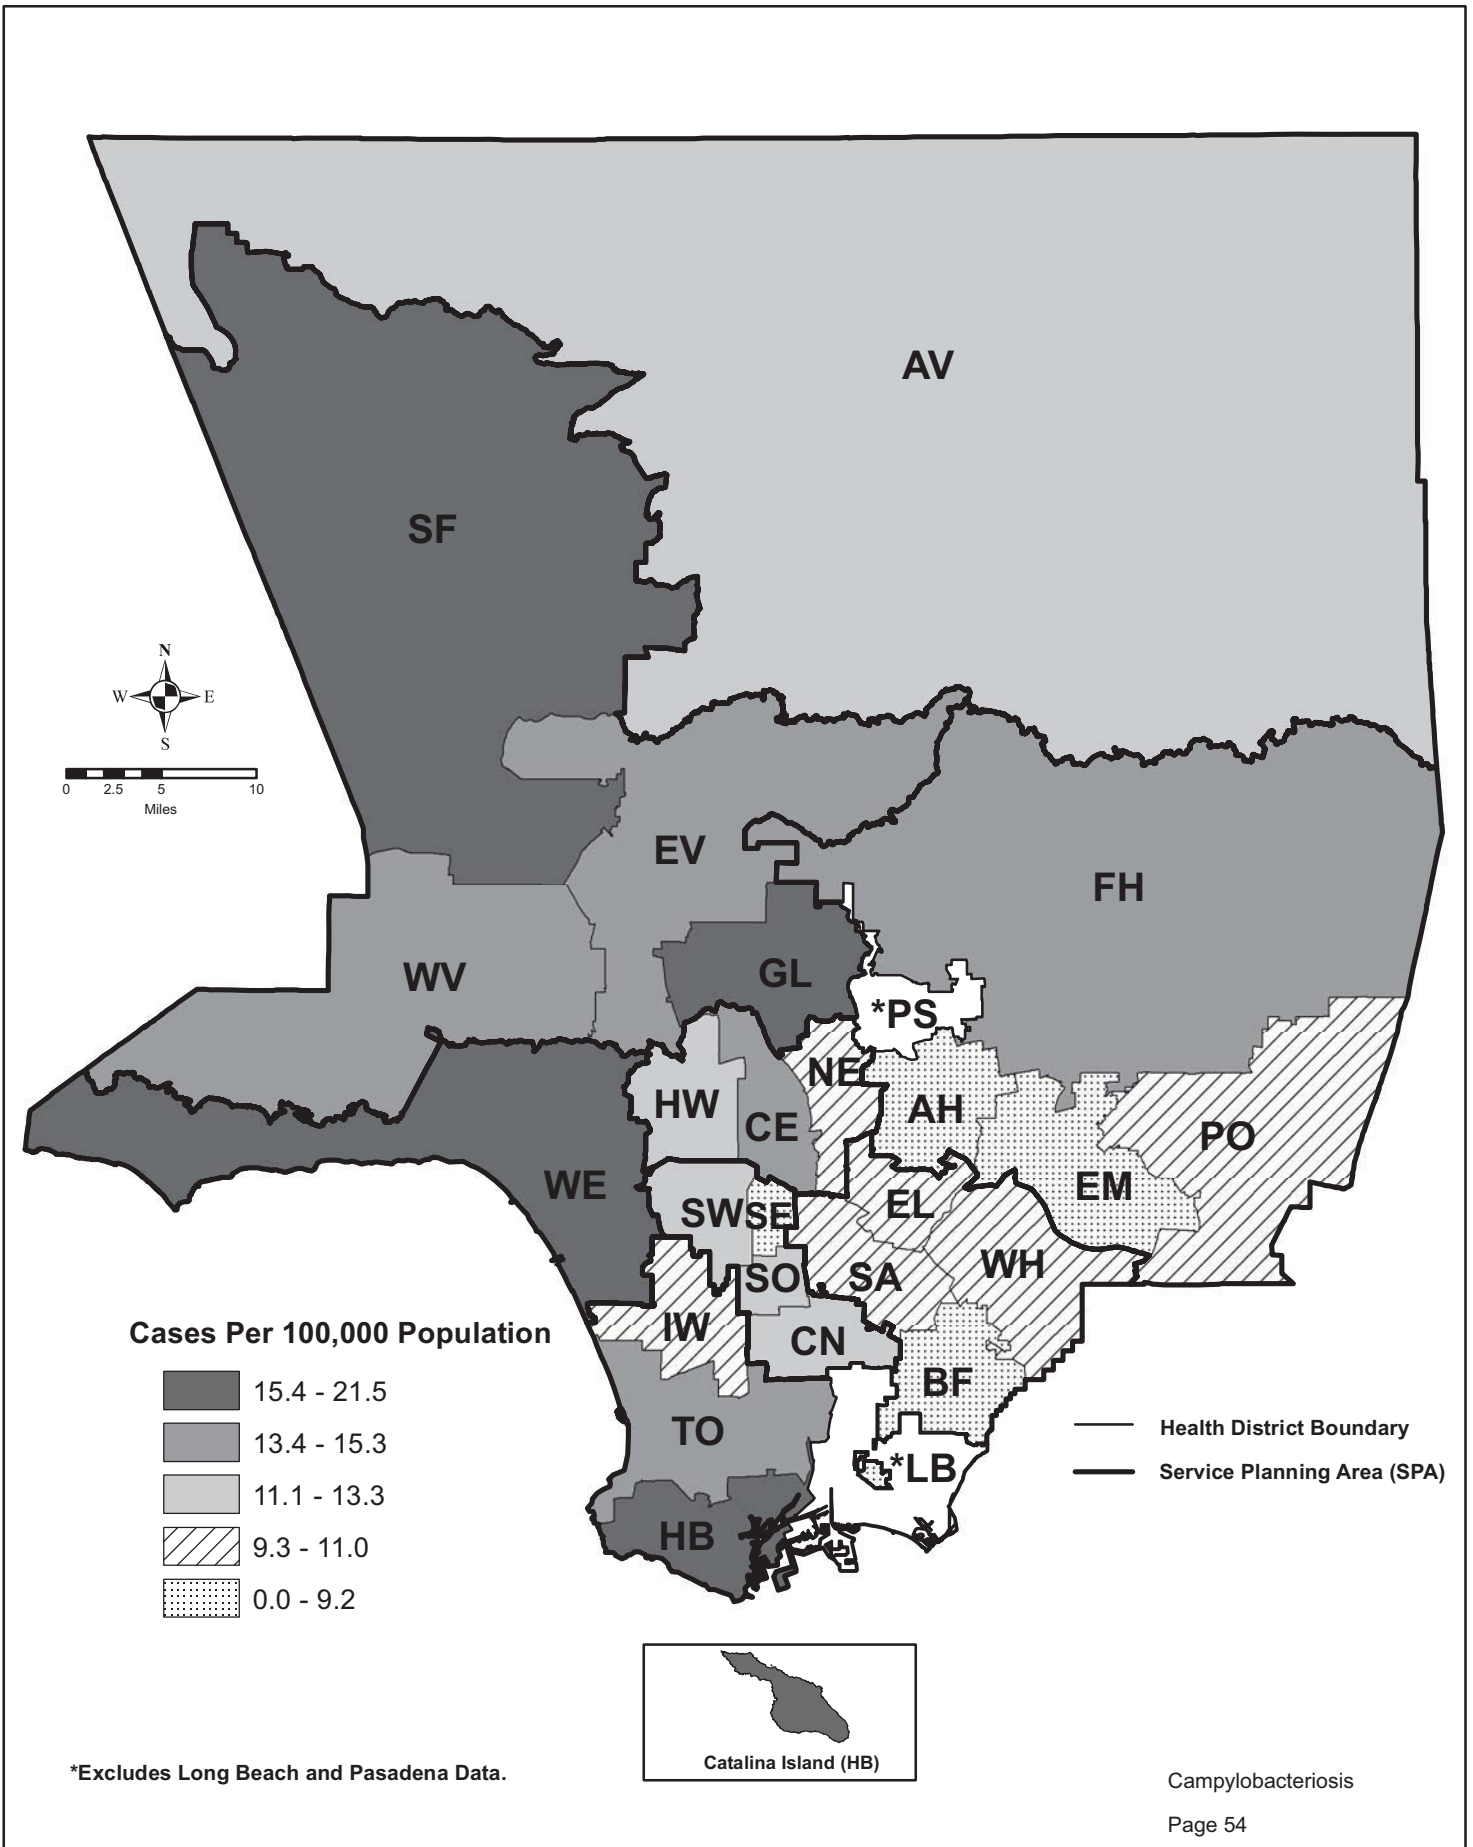 AV
SF
N
W E
S
0 2.5 5 10
Miles
EV
FH
WV
GL
*PS
NE
HW
CE
AH
PO
WE
EM
SW
SE
EL
WH
SO
SA
IW
CN
BF
TO
*LB
HB
Cases Per 100,000 Population
15.4 - 21.5
13.4 - 15.3
11.1 - 13.3
9.3 - 11.0
0.0 - 9.2
Health District Boundary
Service Planning Area (SPA)
Catalina Island (HB)
*Excludes Long Beach and Pasadena Data.
Campylobacteriosis
Page 54